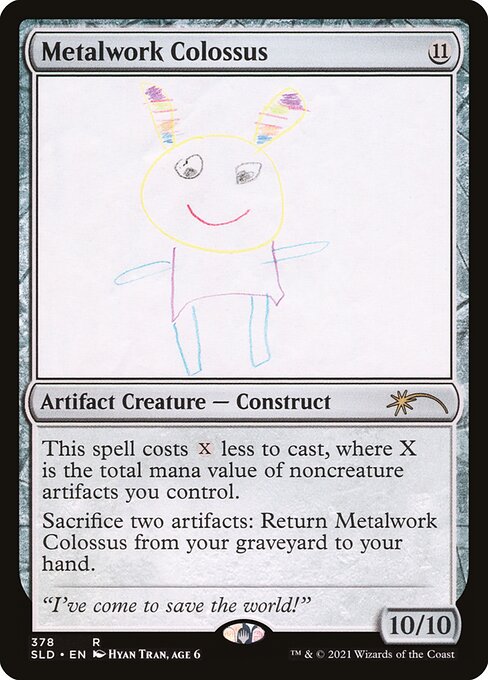 Metalwork Colossus 11
Artifact Creature — Construct
This spell costs X less to cast, where X
is the total mana value of noncreature
artifacts you control.
Sacrifice two artifacts: Return Metalwork
Colossus from your graveyard to your
hand.
“I’ve come to save the world!”
10/10
378 R
SLD • EN Hyan Tran, age 6
™ & © 2021 Wizards of the Coast